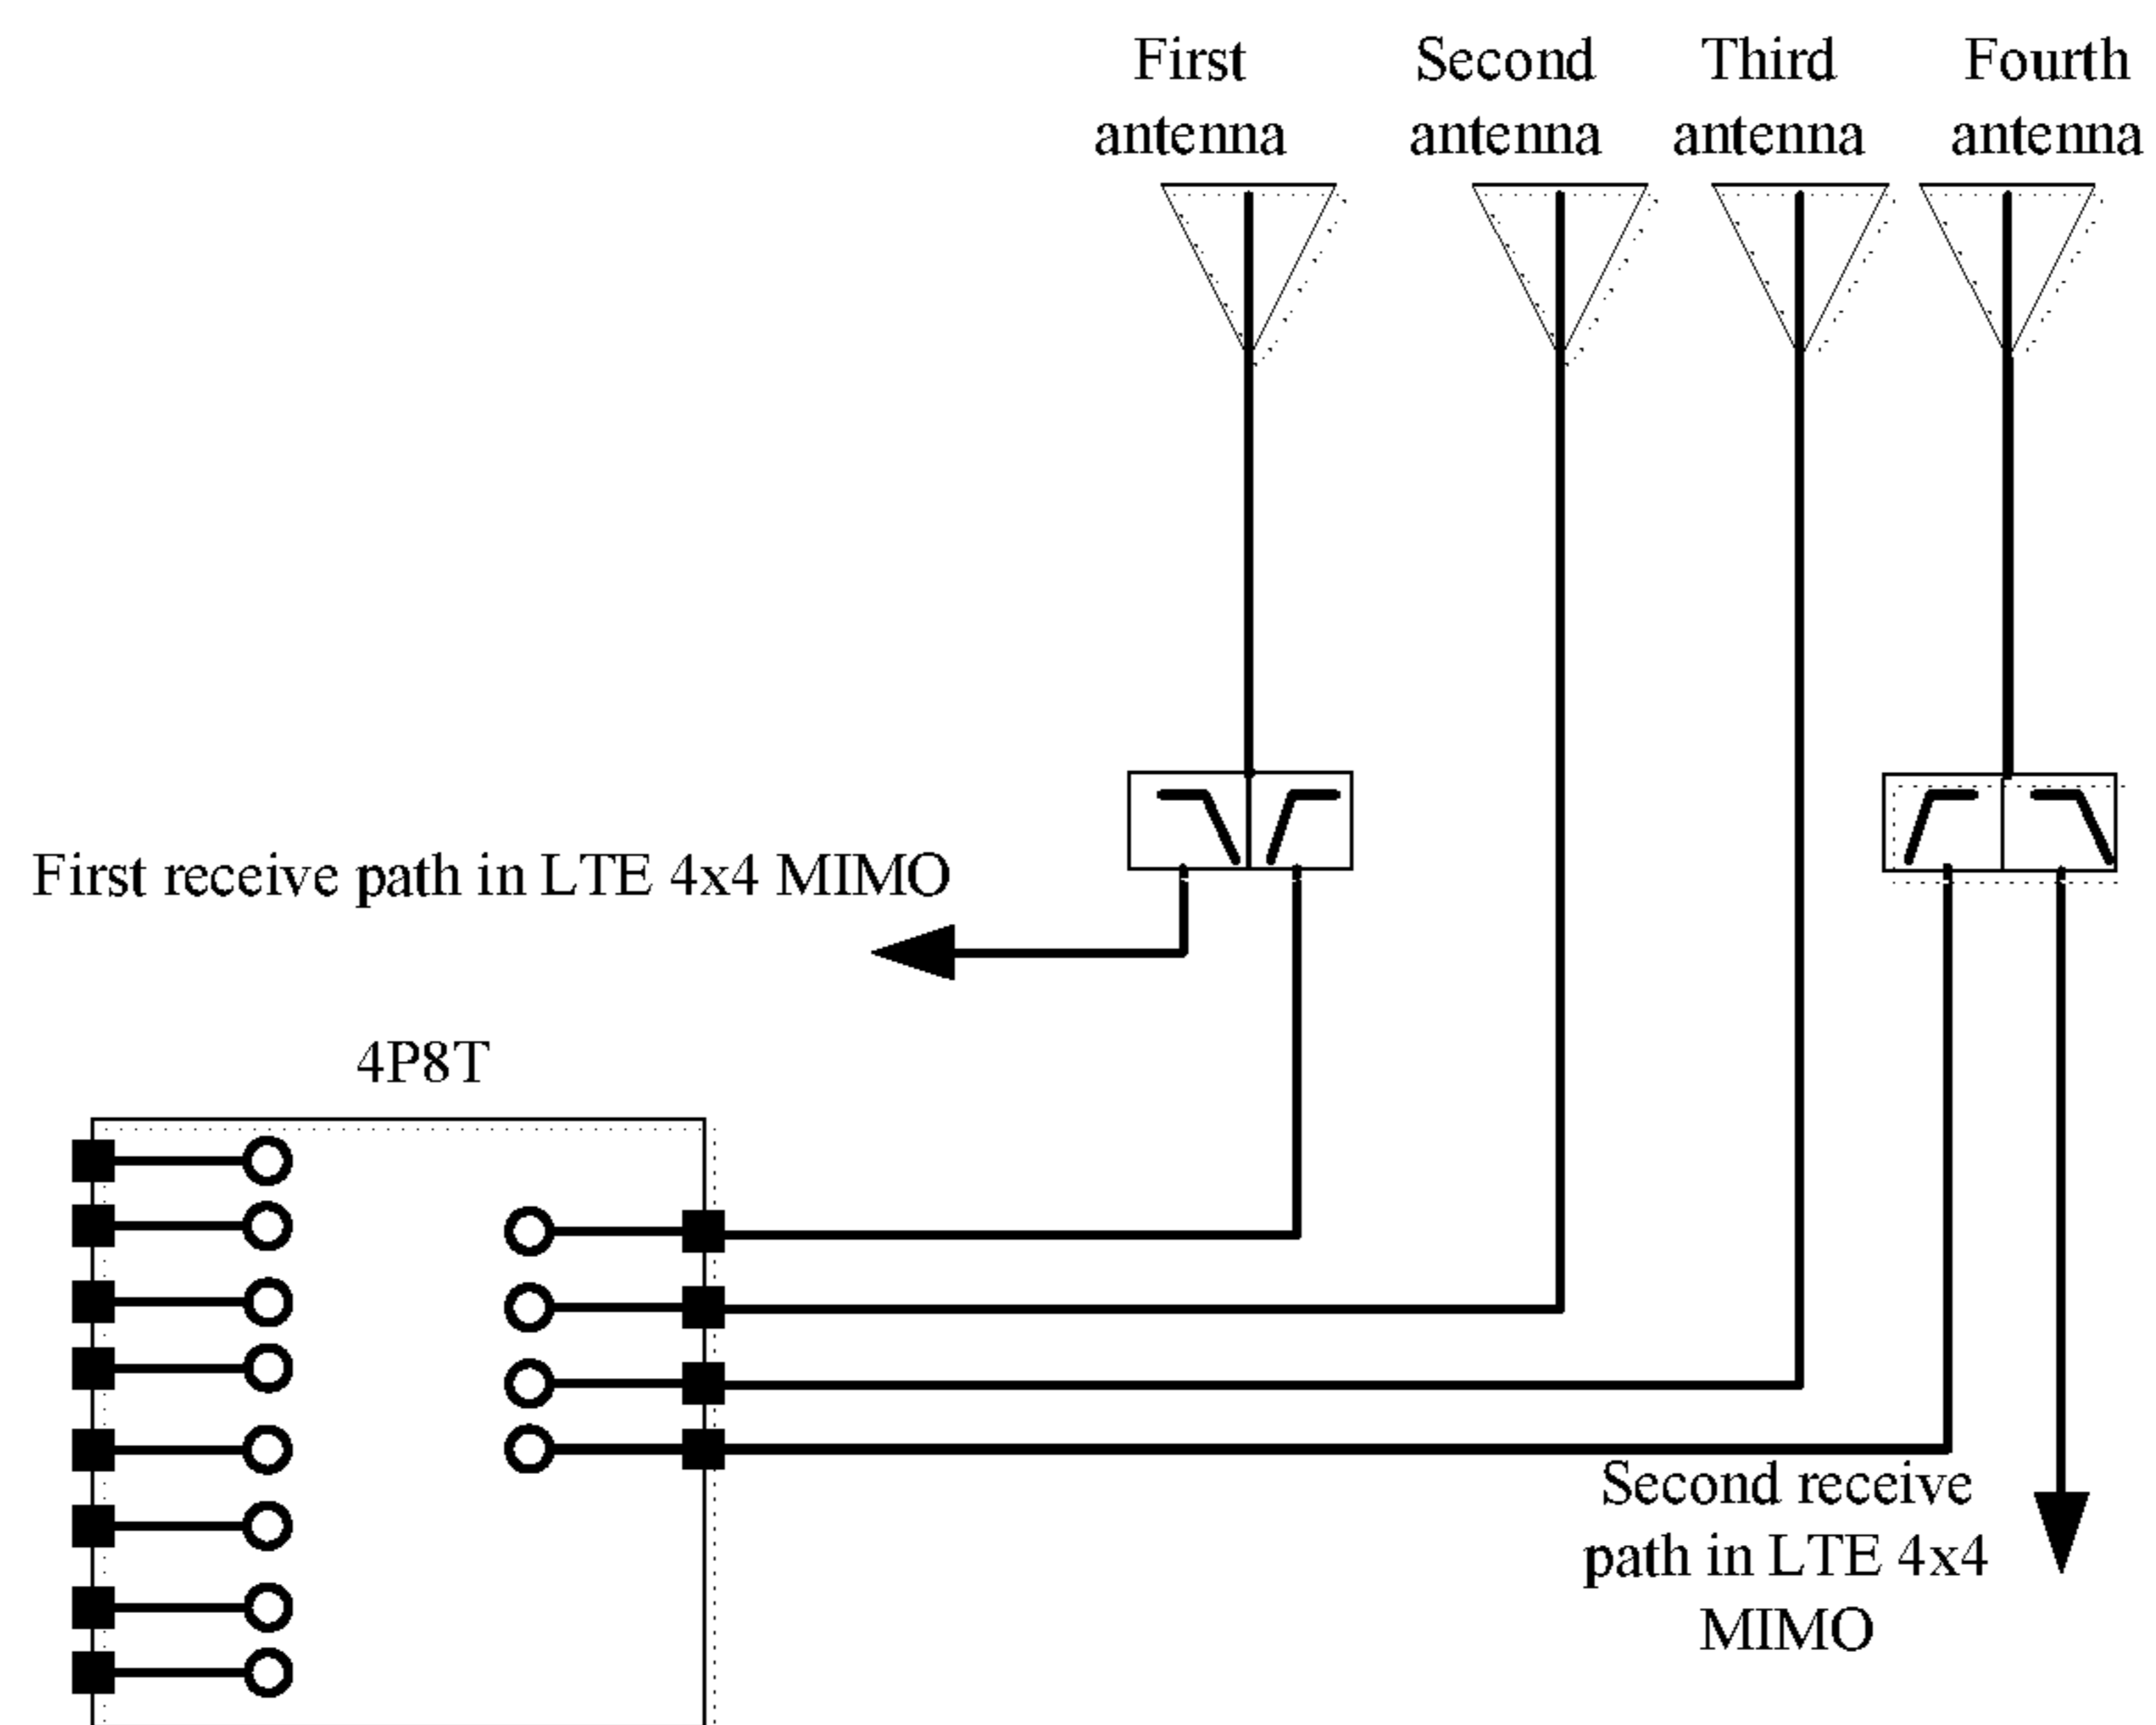 First
antenna
Second
antenna
Third
antenna
Fourth
antenna
First receive path in LTE 4x4 MIMO
4P8T
Second receive
path in LTE 4x4
MIMO